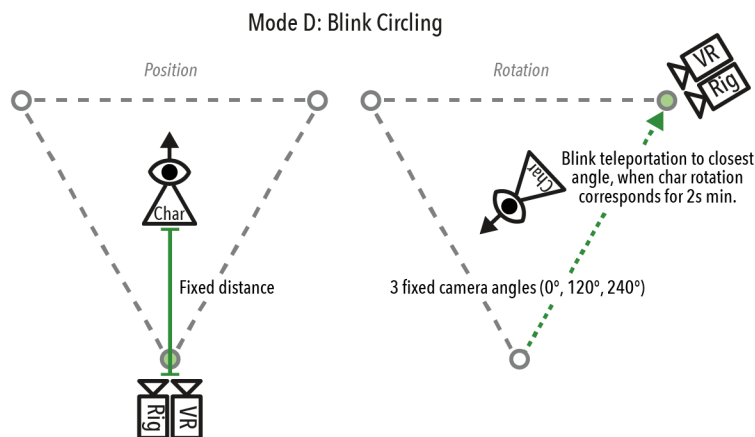 Mode D: Blink Circling
Position
Char
Fixed distance
Rig
VR
Rotation
VR
Rig
Char
Blink teleportation to closest
angle, when char rotation
corresponds for 2s min.
3 fixed camera angles (0°, 120°, 240°)